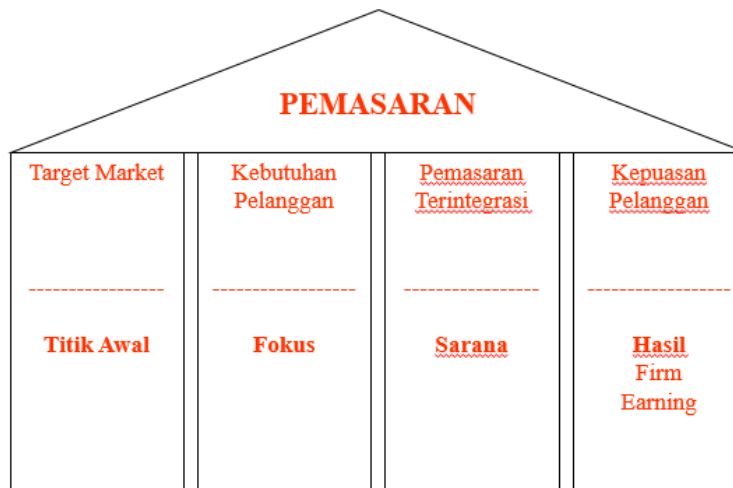 PEMASARAN
Target Market
-----------------
Titik Awal
Kebutuhan
Pelanggan
------------------
Fokus
Pemasaran
Terintegrasi
-----------------
Sarana
Kepuasan
Pelanggan
------------------
Hasil
Firm
Earning